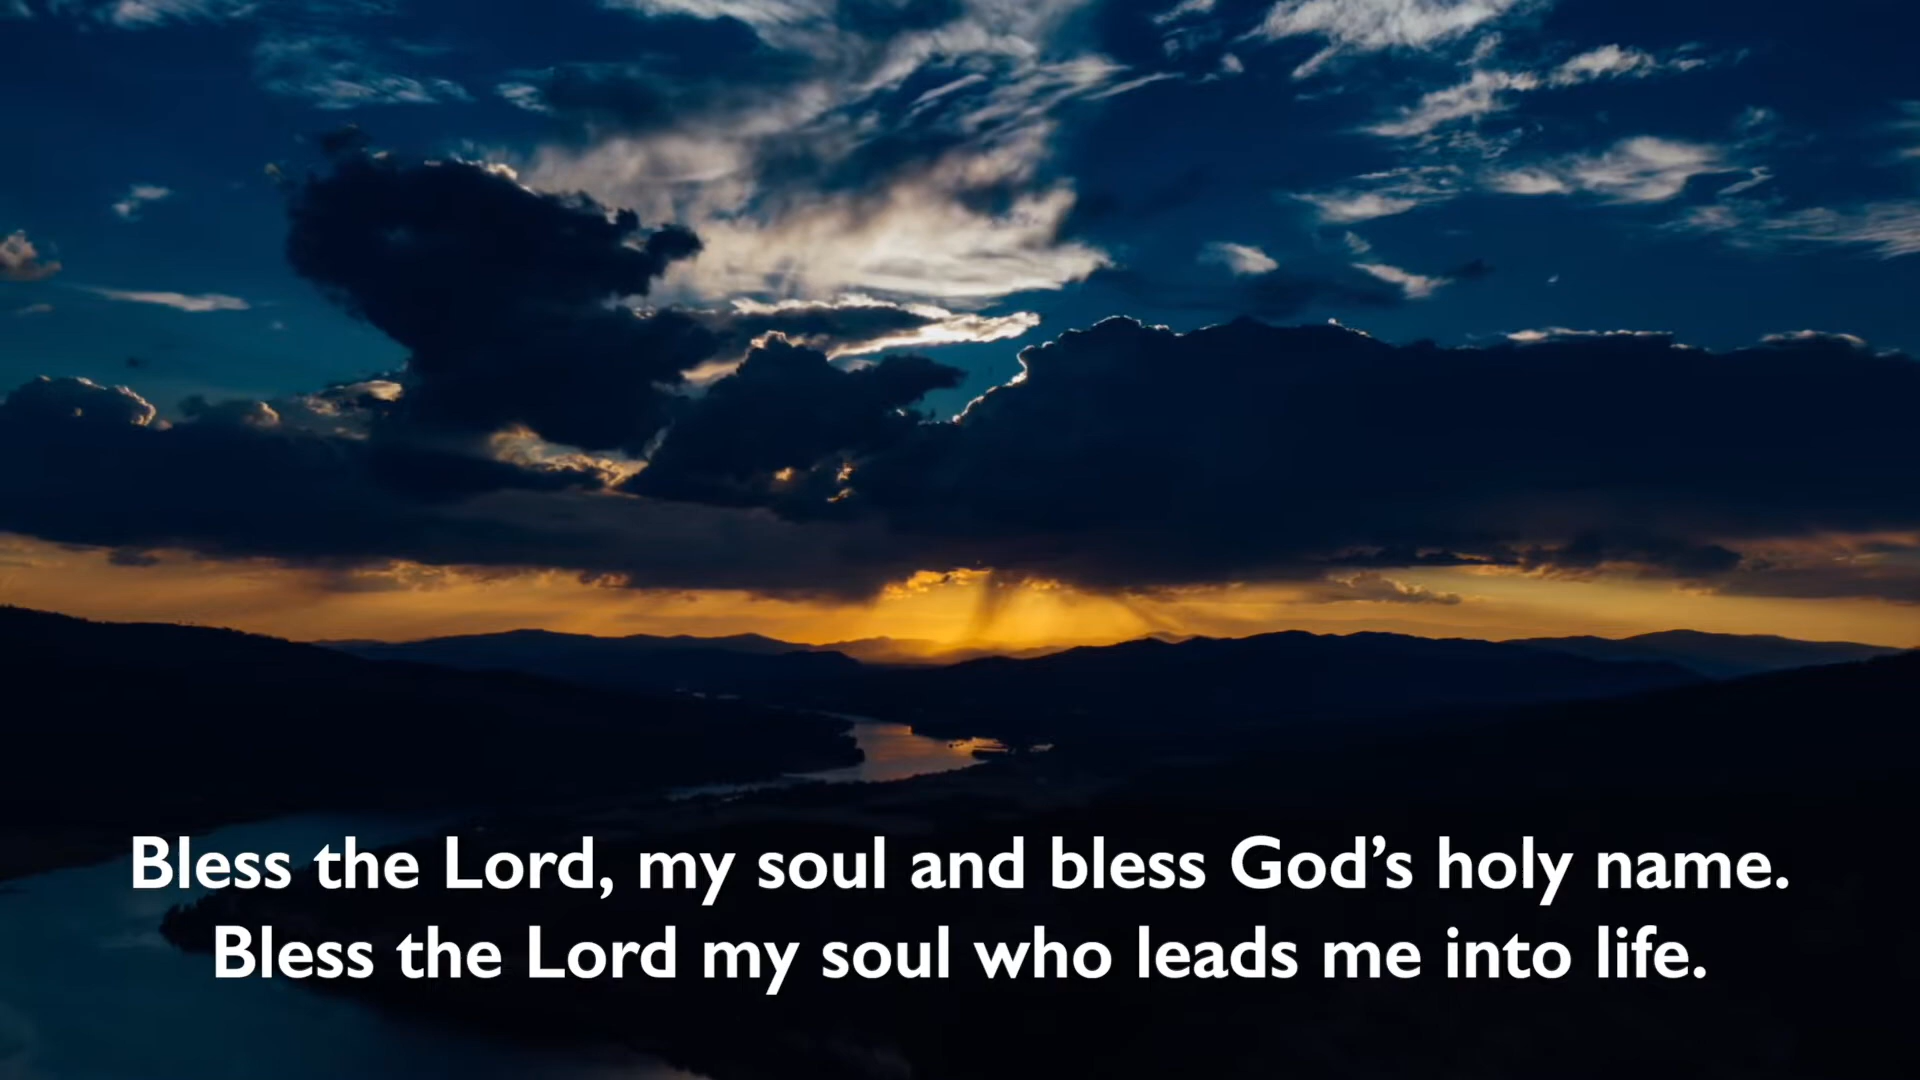 Bless the Lord, my soul and bless God’s holy name.
Bless the Lord my soul who leads me into life.